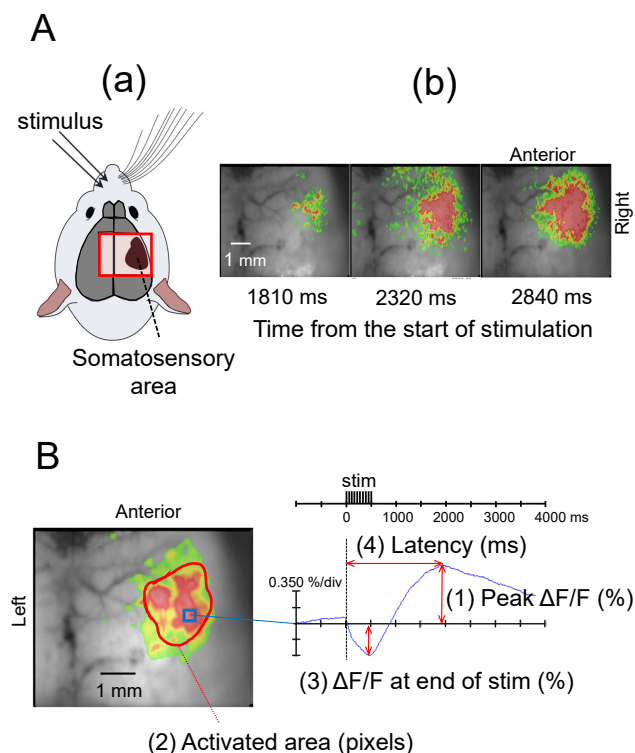 A
(a)
(b)
stimulus
Anterior
Right
1 mm
1810 ms
2320 ms
2840 ms
Time from the start of stimulation
Somatosensory
area
B
stim
Anterior
0 1000 2000 3000 4000 ms
Left
(4) Latency (ms)
0.350 %/div
(1) Peak ΔF/F (%)
1 mm
(3) ΔF/F at end of stim (%)
(2) Activated area (pixels)